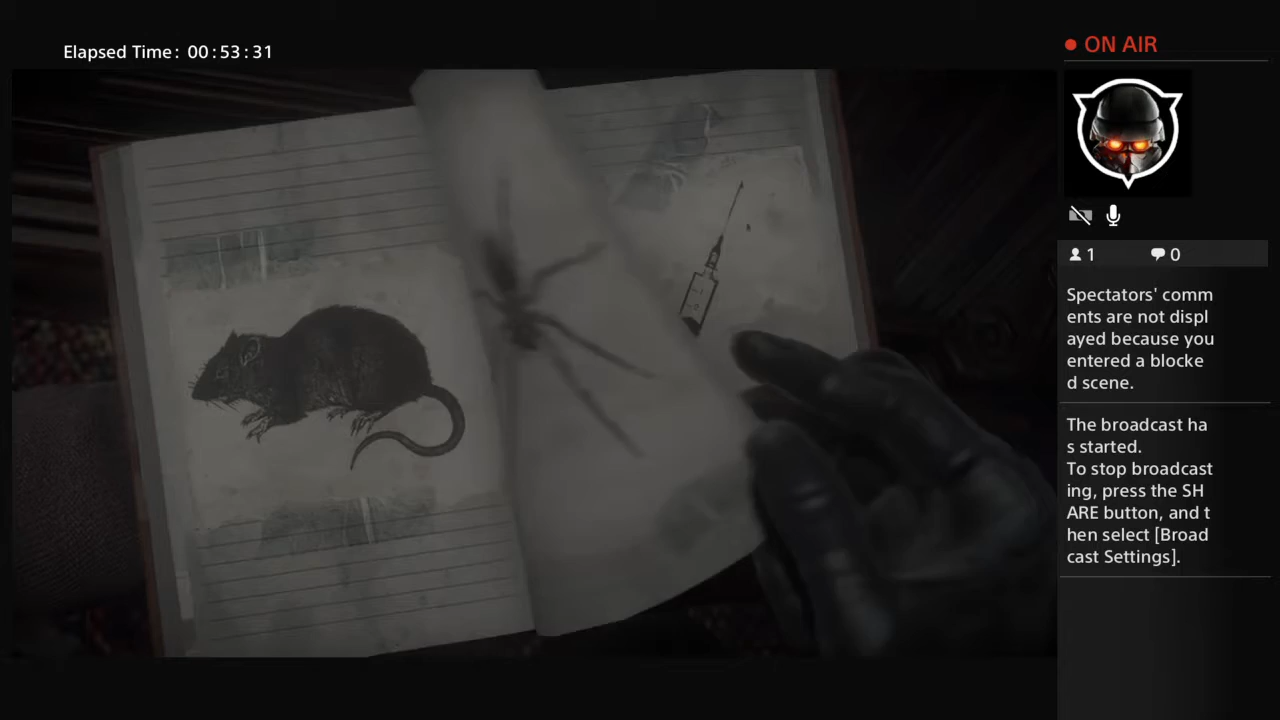 Elapsed Time: 00:53:31
ON AIR
1
0
Spectators' comm
ents are not displ
ayed because you
entered a blocke
d scene.
The broadcast ha
s started.
To stop broadcast
ing, press the SH
ARE button, and t
hen select [Broad
cast Settings].